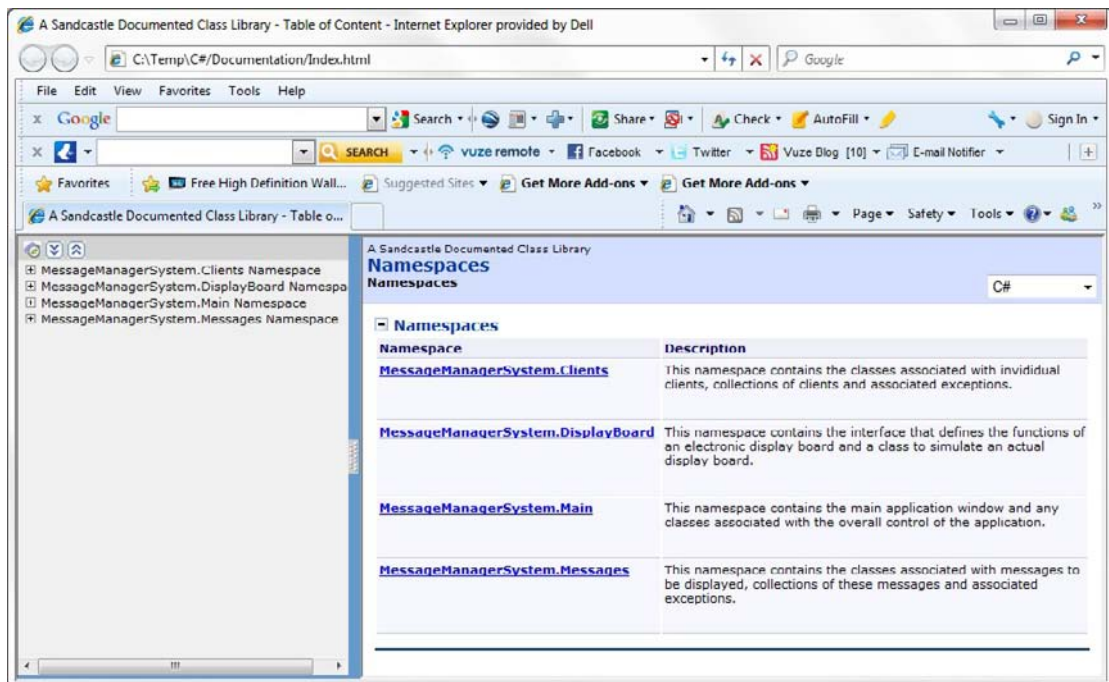 A Sandcastle Documented Class Library - Table of Content - Internet Explorer provided by Dell
C:\Temp\C#/Documentation/Index.html
Google
File Edit View Favorites Tools Help
x Google Search Share Check AutoFill Sign In
x SEARCH vuze remote Facebook Twitter Vuze Blog [10] E-mail Notifier
Favorites Free High Definition Wall... Suggested Sites Get More Add-ons Get More Add-ons
A Sandcastle Documented Class Library - Table o... Page Safety Tools
MessageManagerSystem.Clients Namespace
MessageManagerSystem.DisplayBoard Namespa
MessageManagerSystem.Main Namespace
MessageManagerSystem.Messages Namespace
A Sandcastle Documented Class Library
Namespaces
Namespaces
C#
Namespaces
Namespace Description
MessageManagerSystem.Clients This namespace contains the classes associated with invididual
clients, collections of clients and associated exceptions.
MessageManagerSystem.DisplayBoard This namespace contains the interface that defines the functions of
an electronic display board and a class to simulate an actual
display board.
MessageManagerSystem.Main This namespace contains the main application window and any
classes associated with the overall control of the application.
MessageManagerSystem.Messages This namespace contains the classes associated with messages to
be displayed, collections of these messages and associated
exceptions.